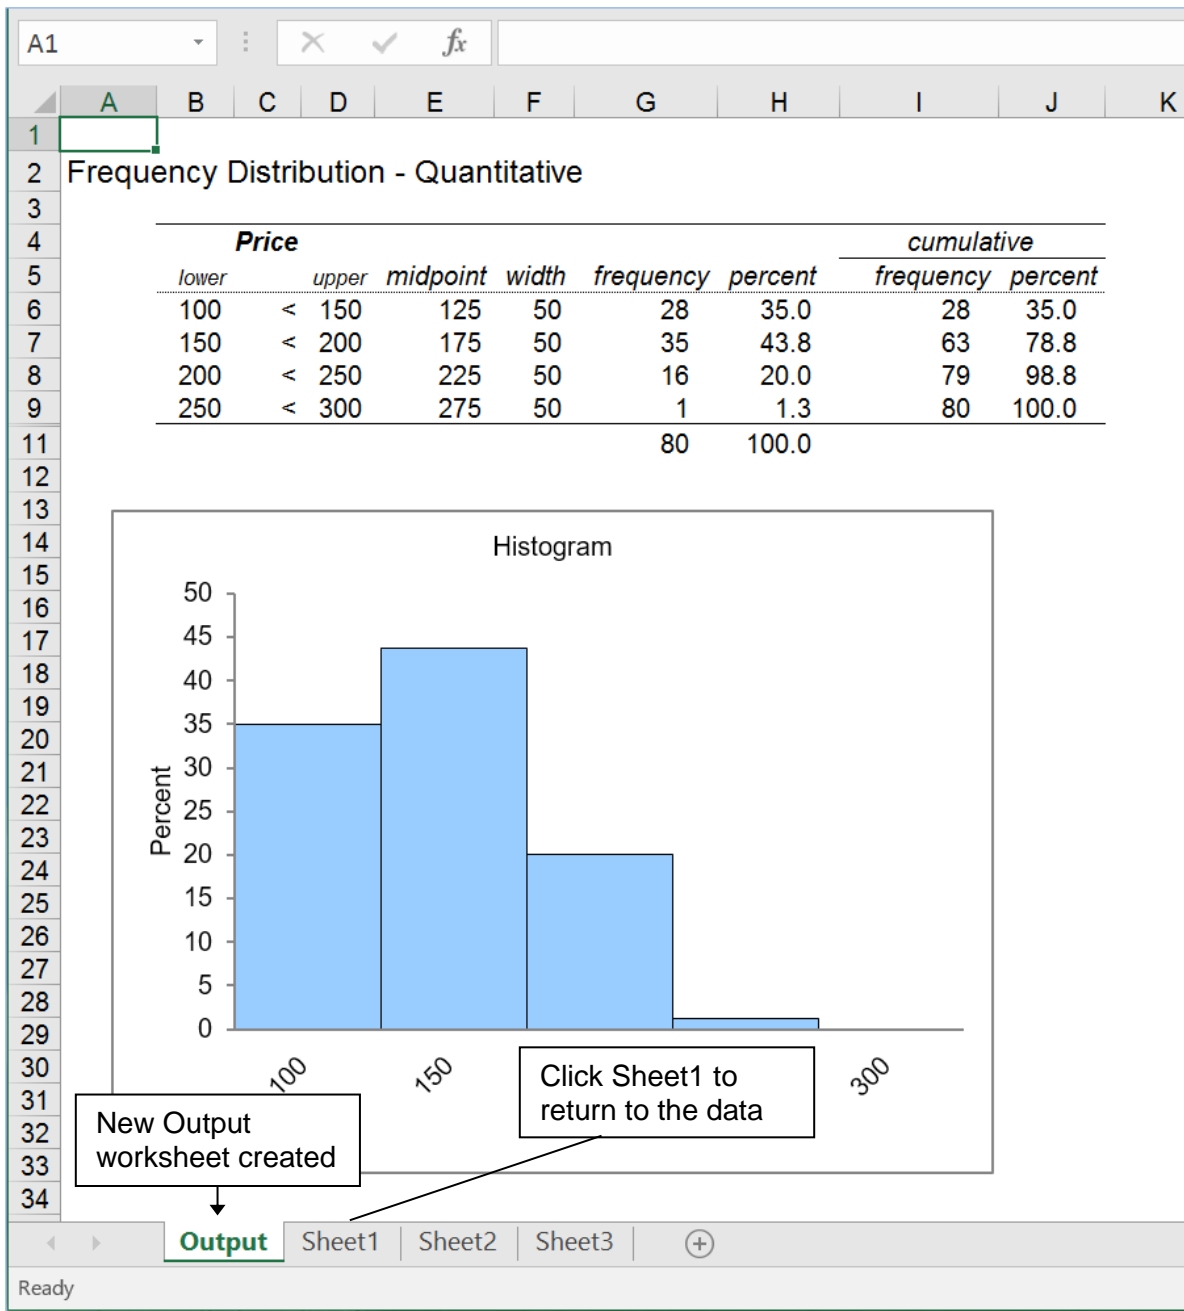 A1 fx
A B C D E F G H I J K
1
2 Frequency Distribution - Quantitative
3
4 Price cumulative
5 lower upper midpoint width frequency percent frequency percent
6 100 < 150 125 50 28 35.0 28 35.0
7 150 < 200 175 50 35 43.8 63 78.8
8 200 < 250 225 50 16 20.0 79 98.8
9 250 < 300 275 50 1 1.3 80 100.0
11 80 100.0
12
13
14 Histogram
15
50
16
17 45
18
40
19
35
20
21 30
22
25
23
24 20
25 15
26
10
27
28 5
29 0
Percent
30
100 150 300
31
32
33
34
Click Sheet1 to
return to the data
New Output
worksheet created
Output Sheet1 Sheet2 Sheet3
Ready